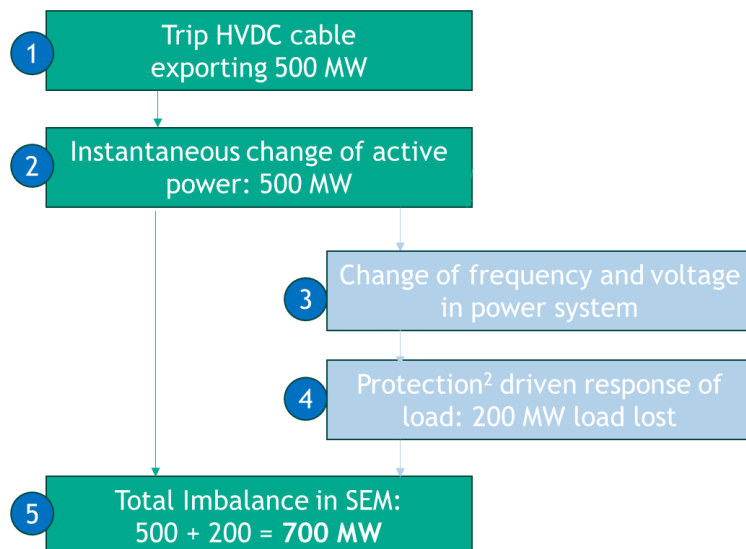 1
Trip HVDC cable
exporting 500 MW
2
Instantaneous change of active
power: 500 MW
3
Change of frequency and voltage
in power system
4
Protection² driven response of
load: 200 MW load lost
5
Total Imbalance in SEM:
500 + 200 = 700 MW